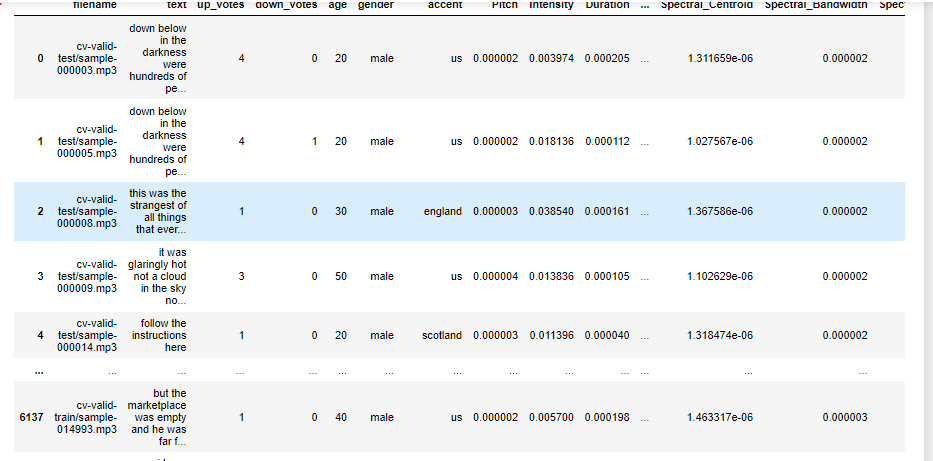 filename text up_votes down_votes age gender accent Pitch Intensity Duration ... Spectral_Centroid Spectral_Bandwidth Spec
down below
in the
cv-valid- darkness
0 test/sample- were 4 0 20 male us 0.000002 0.003974 0.000205 ... 1.311659e-06 0.000002
000003.mp3 hundreds of
pe...
down below
in the
cv-valid- darkness
1 test/sample- were 4 1 20 male us 0.000002 0.018136 0.000112 ... 1.027567e-06 0.000002
000005.mp3 hundreds of
pe...
this was the
cv-valid- strangest of
2 test/sample- all things 1 0 30 male england 0.000003 0.038540 0.000161 ... 1.367586e-06 0.000002
000008.mp3 that ever...
it was
cv-valid- glaringly hot
3 test/sample- not a cloud 3 0 50 male us 0.000004 0.013836 0.000105 ... 1.102629e-06 0.000002
000009.mp3 in the sky
no...
cv-valid- follow the
4 test/sample- instructions 1 0 20 male scotland 0.000003 0.011396 0.000040 ... 1.318474e-06 0.000002
000014.mp3 here
... ... ... ... ... ... ... ... ... ... ... ... ... ...
but the
cv-valid- marketplace
6137 train/sample- was empty 1 0 40 male us 0.000002 0.005700 0.000198 ... 1.463317e-06 0.000003
014993.mp3 and he was
far f...